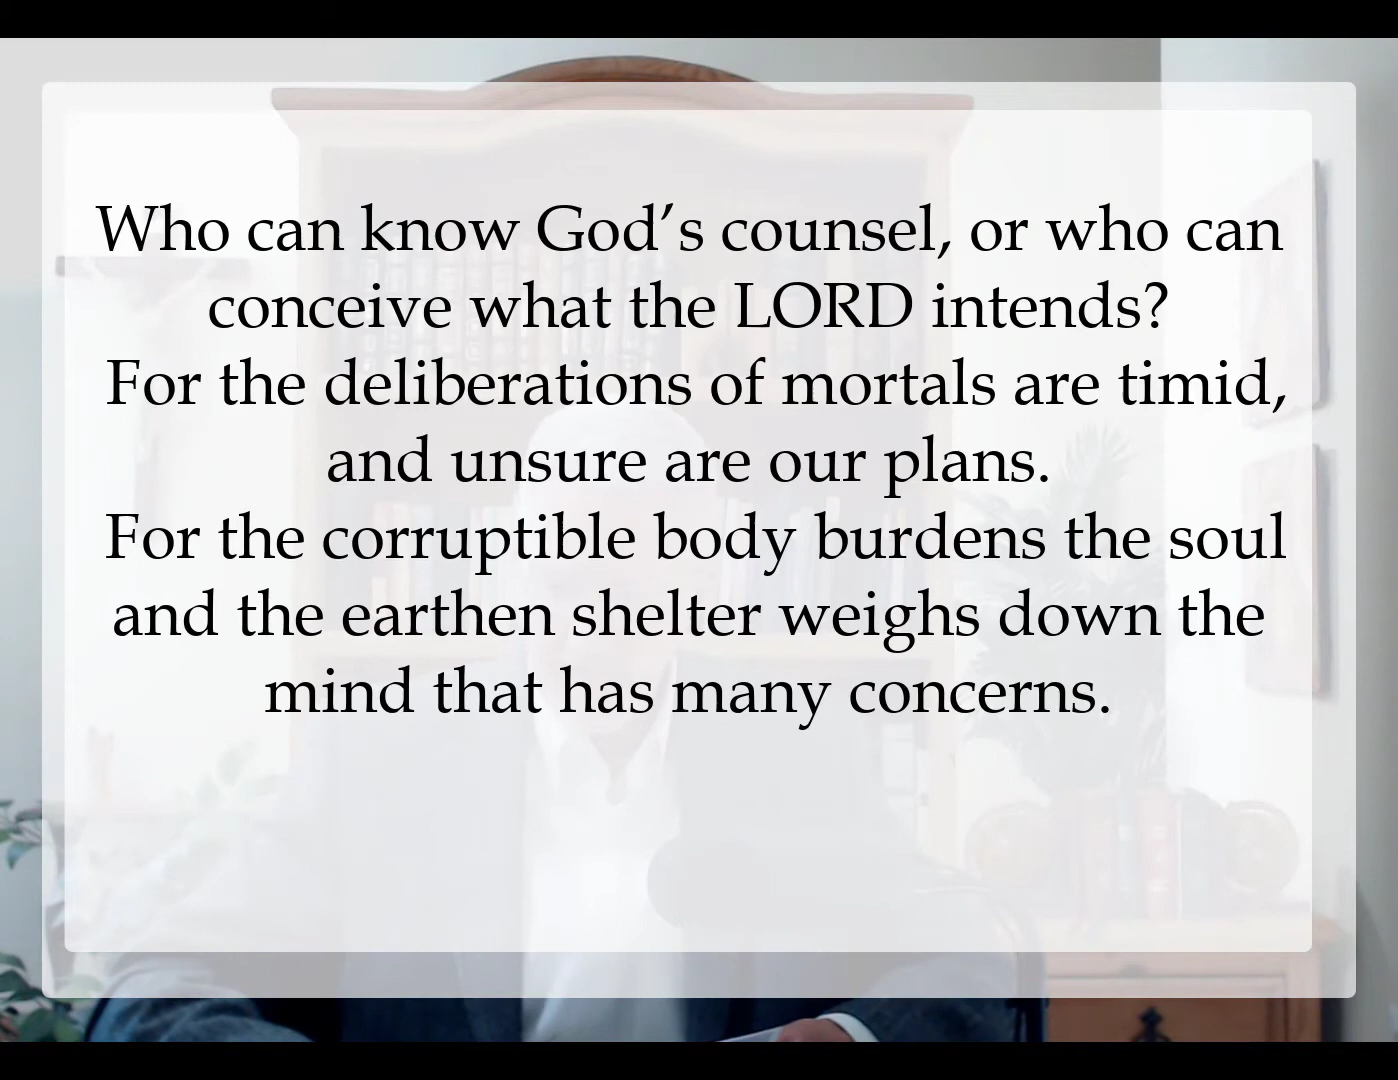 Who can know God’s counsel, or who can
conceive what the LORD intends?
For the deliberations of mortals are timid,
and unsure are our plans.
For the corruptible body burdens the soul
and the earthen shelter weighs down the
mind that has many concerns.